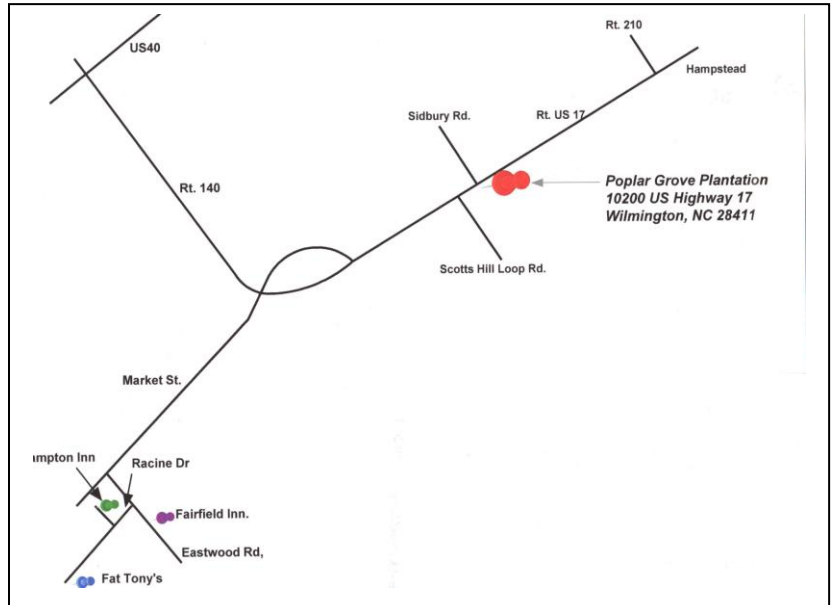 US40
Rt. 210
Hampstead
Sidbury Rd.
Rt. US 17
Rt. 140
Poplar Grove Plantation
10200 US Highway 17
Wilmington, NC 28411
Scotts Hill Loop Rd.
Market St.
ampton Inn
Racine Dr
Fairfield Inn.
Eastwood Rd,
Fat Tony's